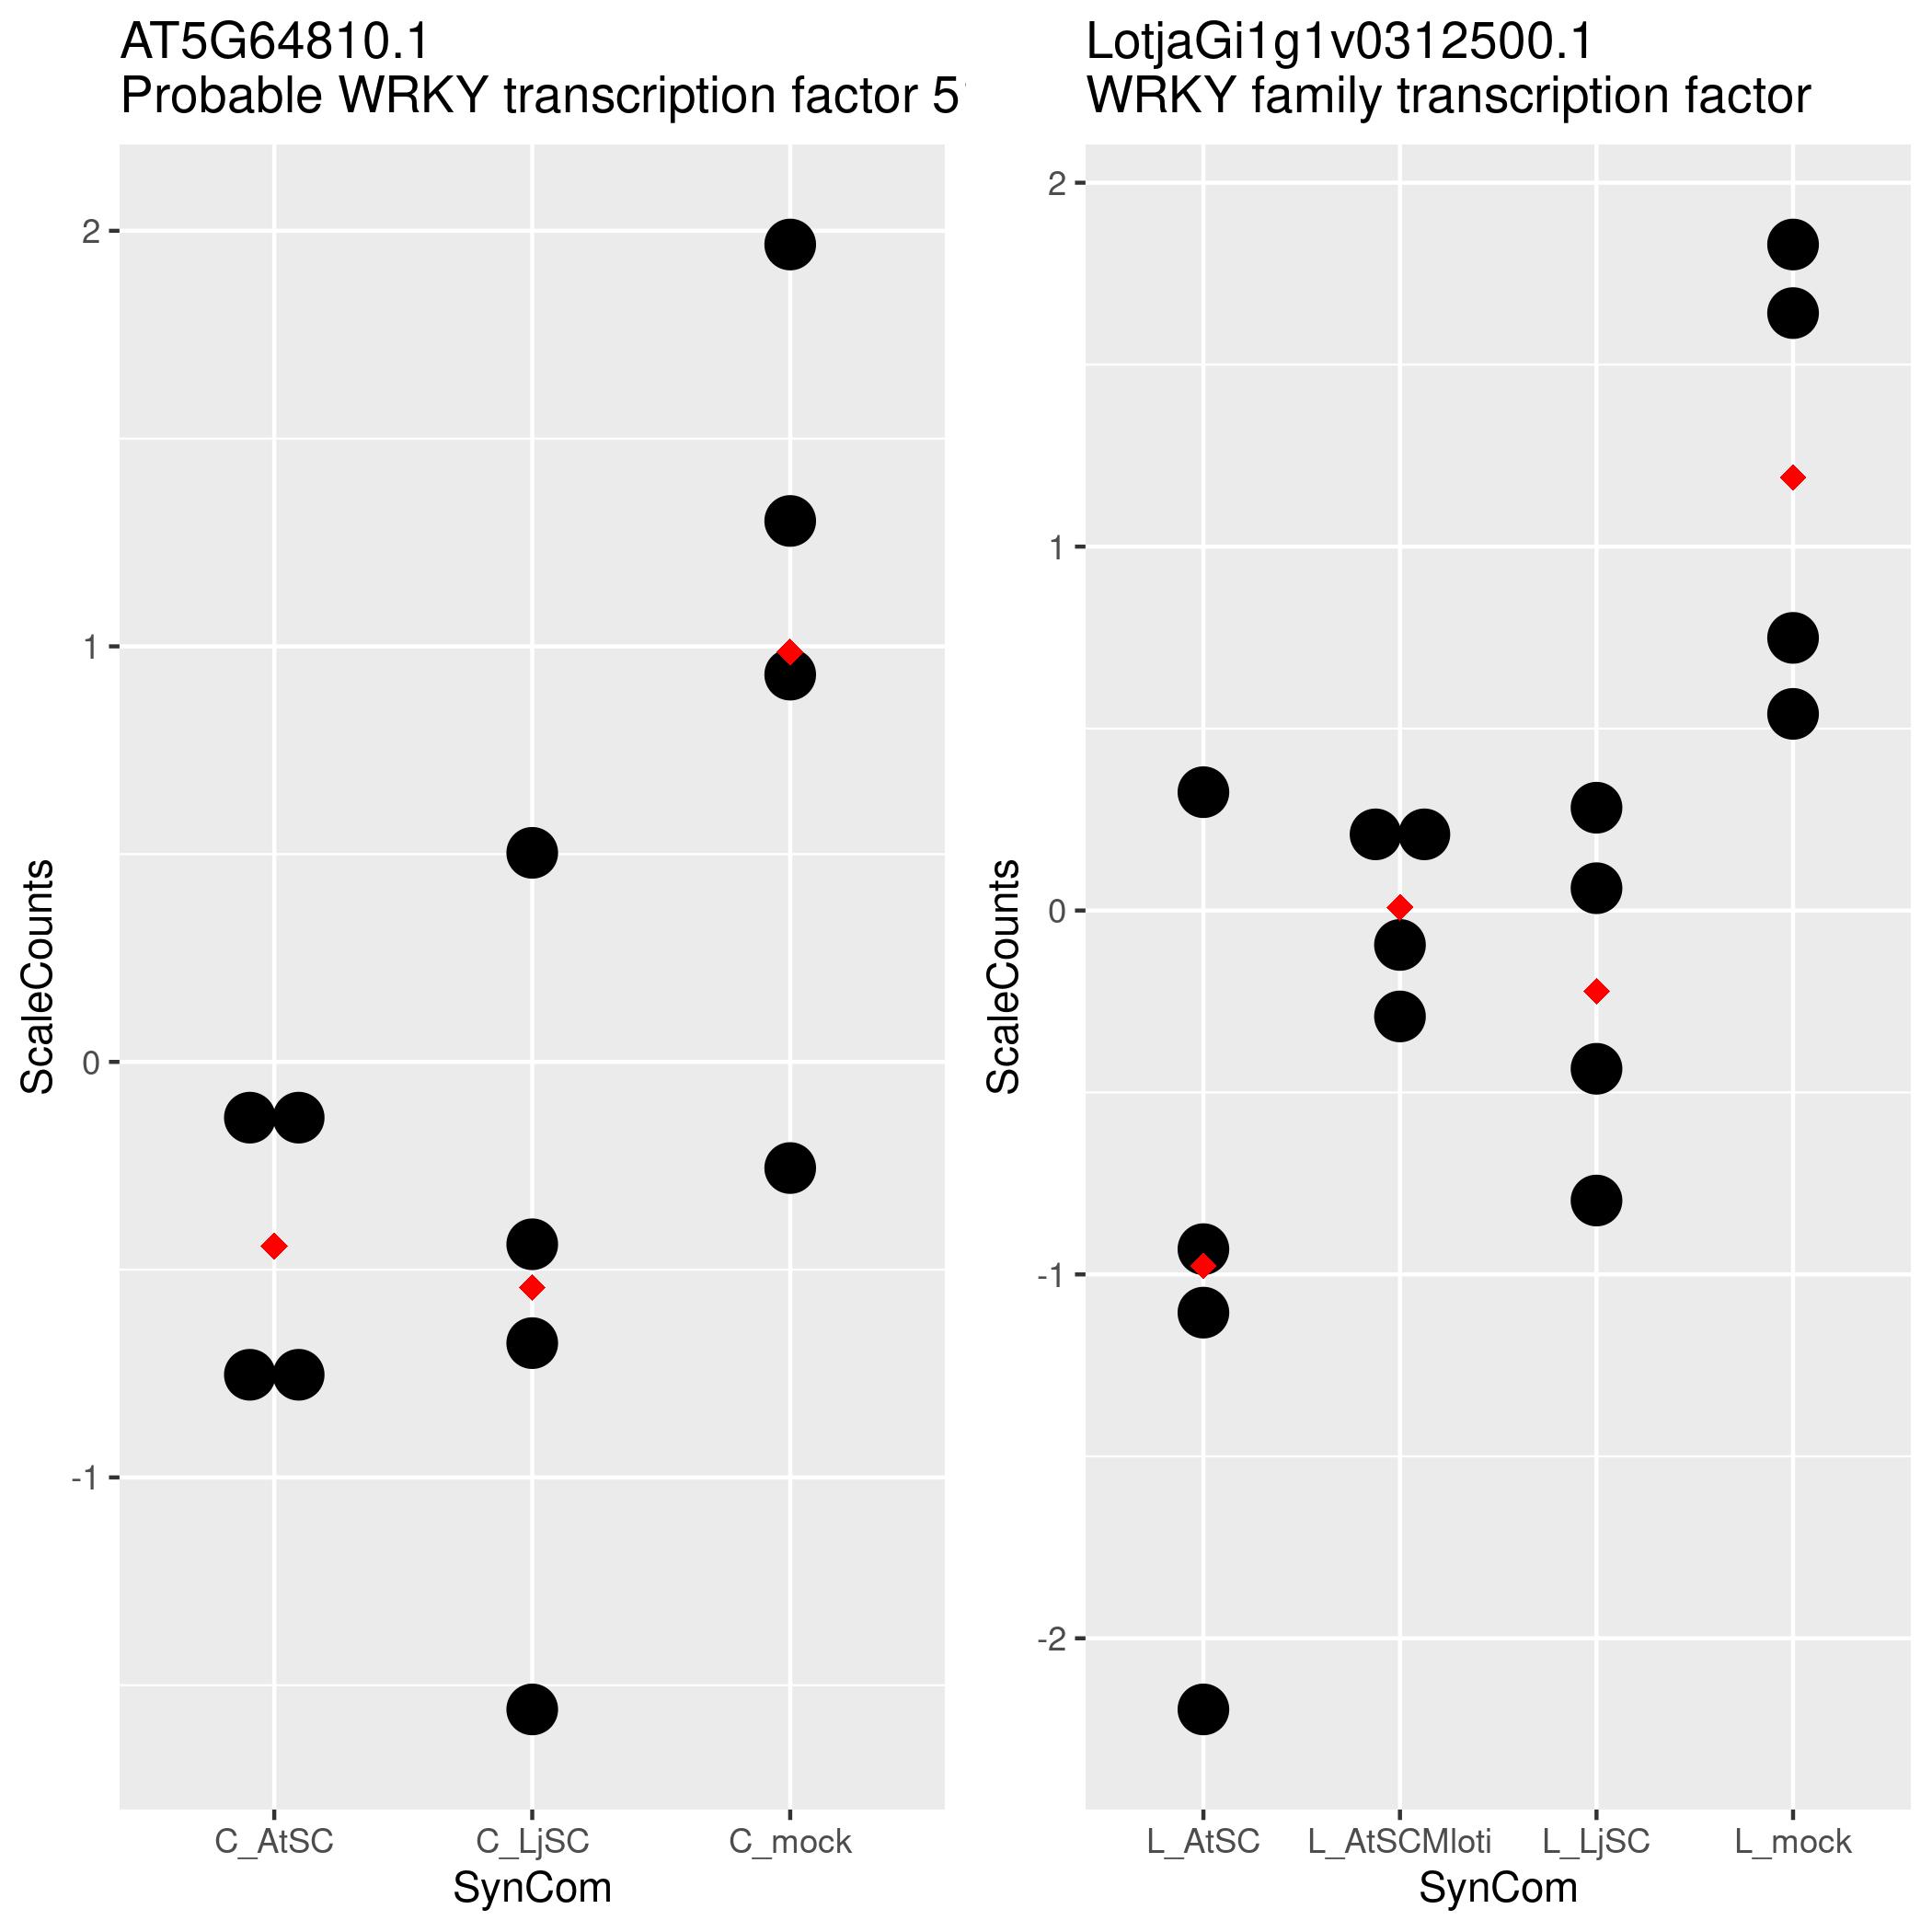 AT5G64810.1
Probable WRKY transcription factor 5
2
1
0
-1
ScaleCounts
C_AtSC C_LjSC C_mock
SynCom
LotjaGi1g1v0312500.1
WRKY family transcription factor
2
1
0
-1
-2
ScaleCounts
L_AtSC L_AtSCMloti L_LjSC L_mock
SynCom